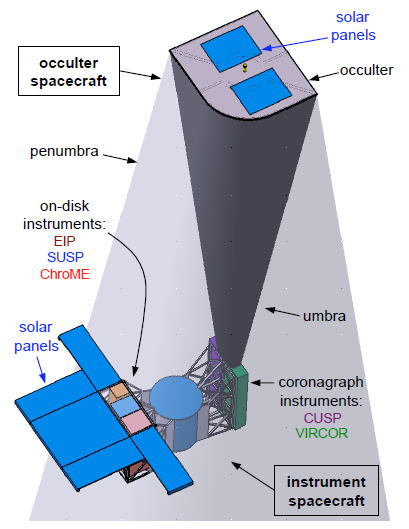 solar
panels
occulter
spacecraft
occulter
penumbra
on-disk
instruments:
EIP
SUSP
ChroME
umbra
solar
panels
coronagraph
instruments:
CUSP
VIRCOR
instrument
spacecraft